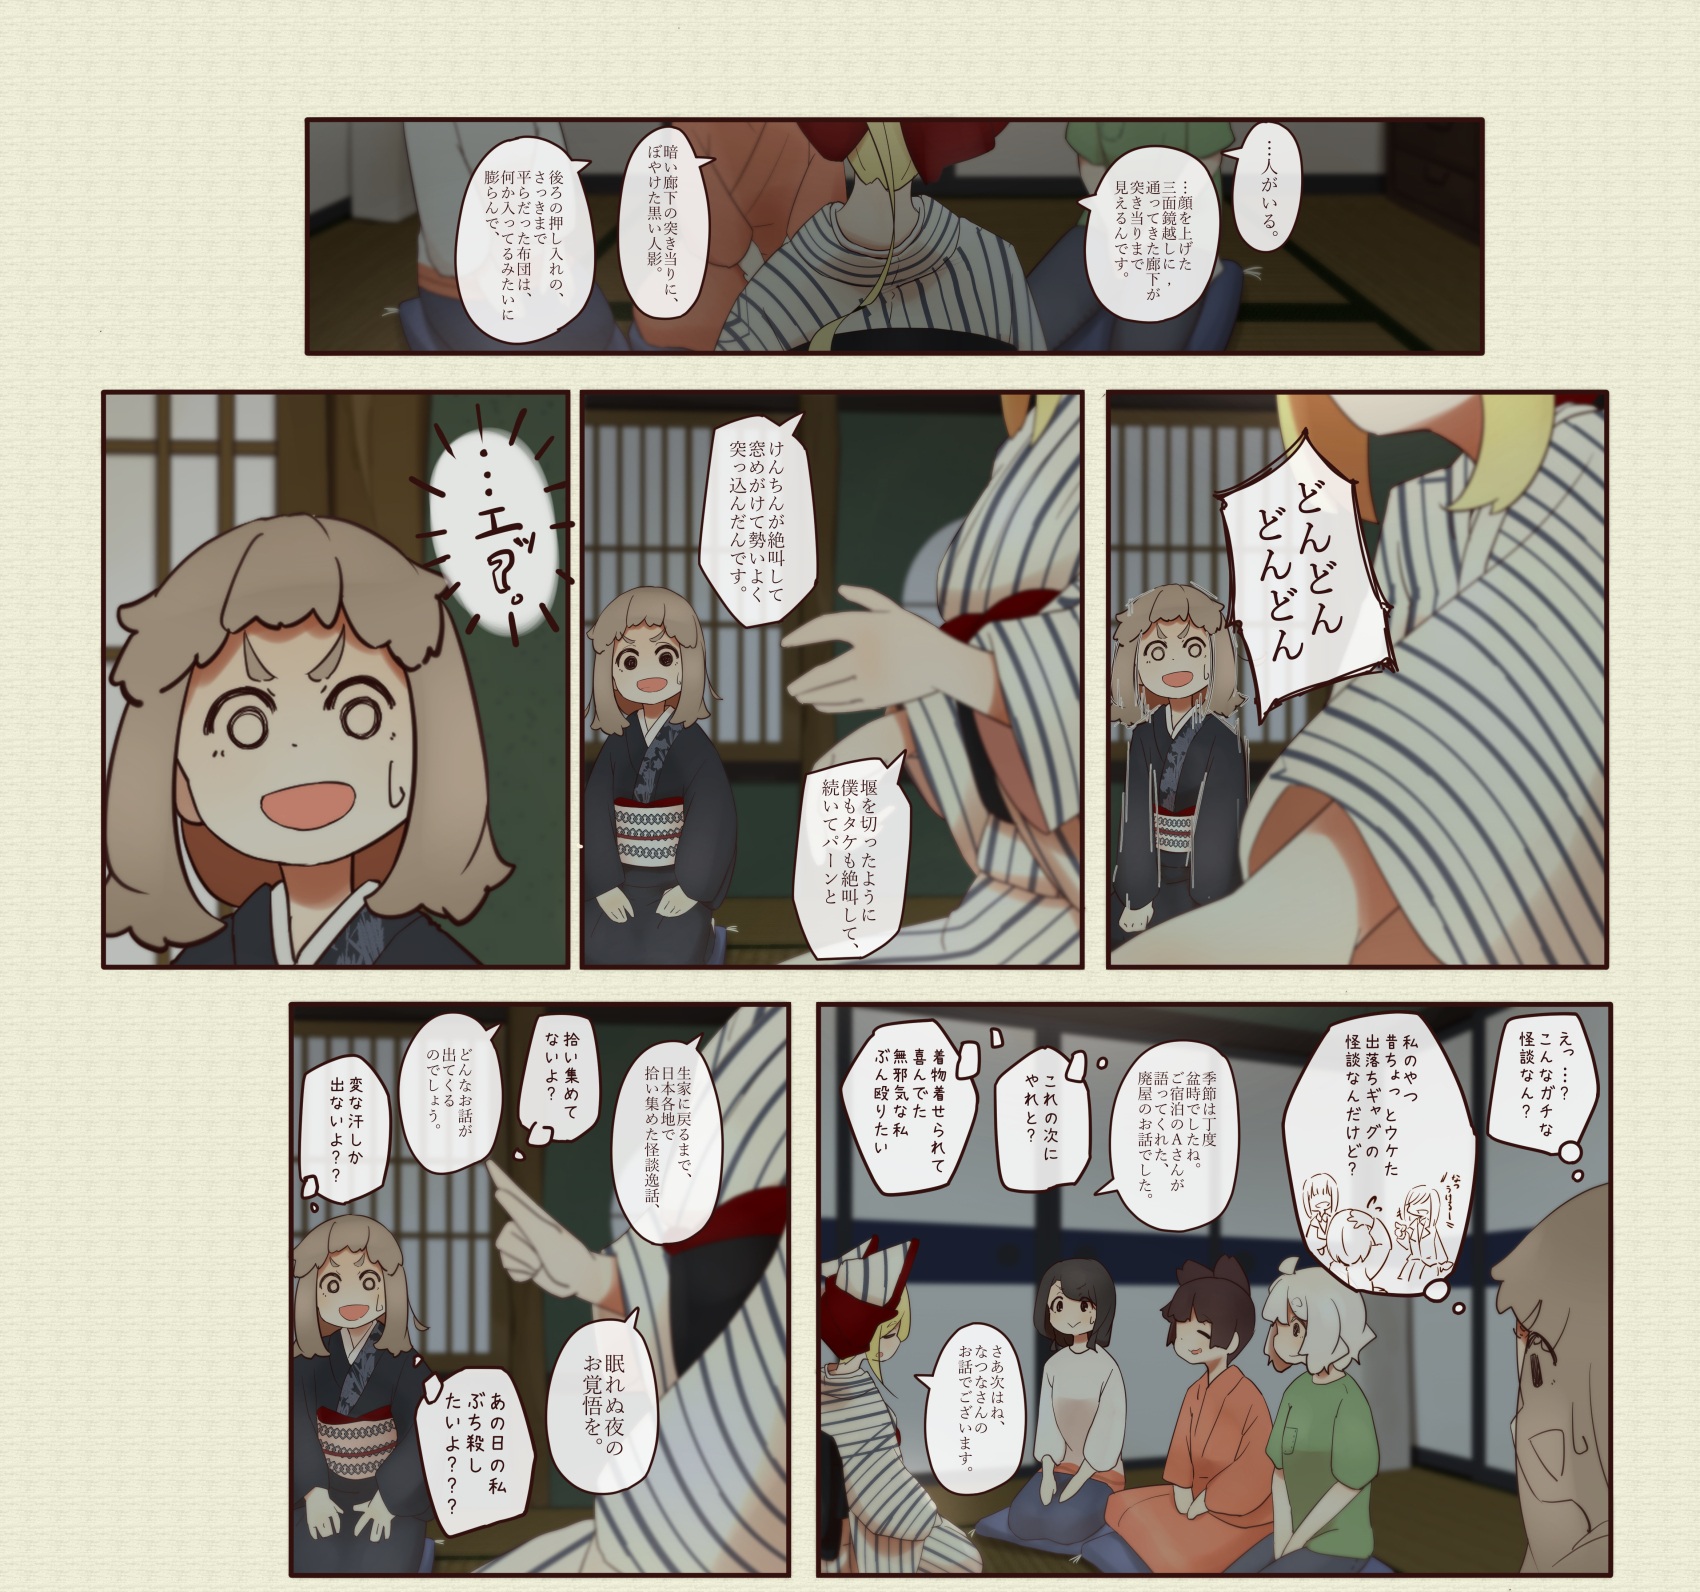 …人がいる。
…顔を上げた
三面鏡越しに、
通ってきた廊下が
突き当りまで
見えるんです。
暗い廊下の突き当りに、
ぼやけた黒い人影。
後ろの押し入れの、
さっきまで
平らだった布団は、
何か入ってるみたいに
膨らんで、
どんどん
どんどん
けんちんが絶叫して
窓めがけて勢いよく
突っ込んだんです。
堰を切ったように
僕もタケも絶叫して、
続いてパーンと
……エッ?。
えっ…?
こんなガチな
怪談なん?
私のやつ
昔ちょっとウケた
出落ちギャグの
怪談なんだけど?
なつ
うけるー
季節は丁度
盆時でしたね。
ご宿泊のAさんが
語ってくれた、
廃屋のお話でした。
これの次に
やれと?
着物着せられて
喜んでた
無邪気な私
ぶん殴りたい
さあ次はね、
なつなさんの
お話でございます。
生家に戻るまで、
日本各地で
拾い集めた怪談逸話、
拾い集めて
ないよ?
どんなお話が
出てくる
のでしょう。
変な汗しか
出ないよ??
眠れぬ夜の
お覚悟を。
あの日の私
ぶち殺し
たいよ???